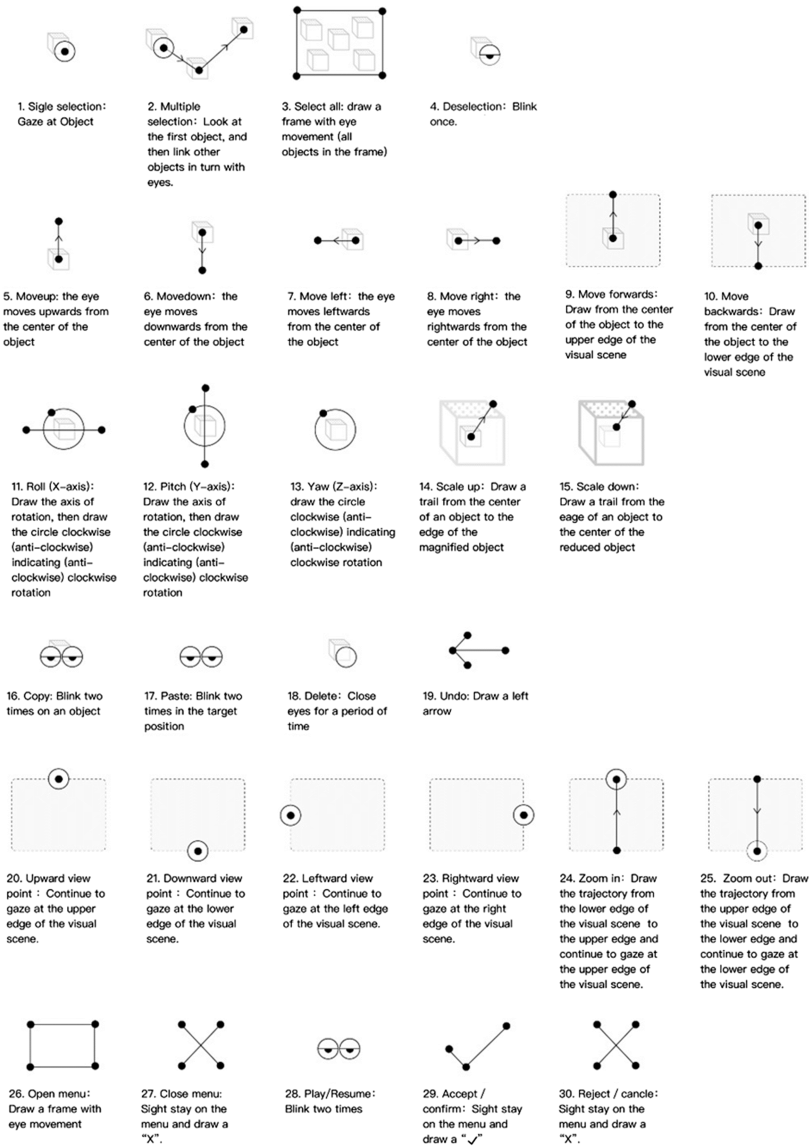 1. Sigle selection:
Gaze at Object
2. Multiple
selection: Look at
the first object, and
then link other
objects in turn with
eyes.
3. Select all: draw a
frame with eye
movement (all
objects in the frame)
4. Deselection: Blink
once.
5. Moveup: the eye
moves upwards from
the center of the
object
6. Movedown: the
eye moves
downwards from the
center of the object
7. Move left: the eye
moves leftwards
from the center of
the object
8. Move right: the
eye moves
rightwards from the
center of the object
9. Move forwards:
Draw from the center
of the object to the
upper edge of the
visual scene
10. Move
backwards: Draw
from the center of
the object to the
lower edge of the
visual scene
11. Roll (X-axis):
Draw the axis of
rotation, then draw
the circle clockwise
(anti-clockwise)
indicating (anti-
clockwise) clockwise
rotation
12. Pitch (Y-axis):
Draw the axis of
rotation, then draw
the circle clockwise
(anti-clockwise)
indicating (anti-
clockwise) clockwise
rotation
13. Yaw (Z-axis):
draw the circle
clockwise (anti-
clockwise) indicating
(anti-clockwise)
clockwise rotation
14. Scale up: Draw a
trail from the center
of an object to the
edge of the
magnified object
15. Scale down:
Draw a trail from the
eage of an object to
the center of the
reduced object
16. Copy: Blink two
times on an object
17. Paste: Blink two
times in the target
position
18. Delete: Close
eyes for a period of
time
19. Undo: Draw a left
arrow
20. Upward view
point : Continue to
gaze at the upper
edge of the visual
scene.
21. Downward view
point : Continue to
gaze at the lower
edge of the visual
scene.
22. Leftward view
point : Continue to
gaze at the left edge
of the visual scene.
23. Rightward view
point : Continue to
gaze at the right
edge of the visual
scene.
24. Zoom in: Draw
the trajectory from
the lower edge of
the visual scene to
the upper edge and
continue to gaze at
the upper edge of
the visual scene.
25. Zoom out: Draw
the trajectory from
the upper edge of
the visual scene to
the lower edge and
continue to gaze at
the lower edge of the
visual scene.
26. Open menu:
Draw a frame with
eye movement
27. Close menu:
Sight stay on the
menu and draw a
"X".
28. Play/Resume:
Blink two times
29. Accept /
confirm: Sight stay
on the menu and
draw a "✓"
30. Reject / cancle:
Sight stay on the
menu and draw a
"X".